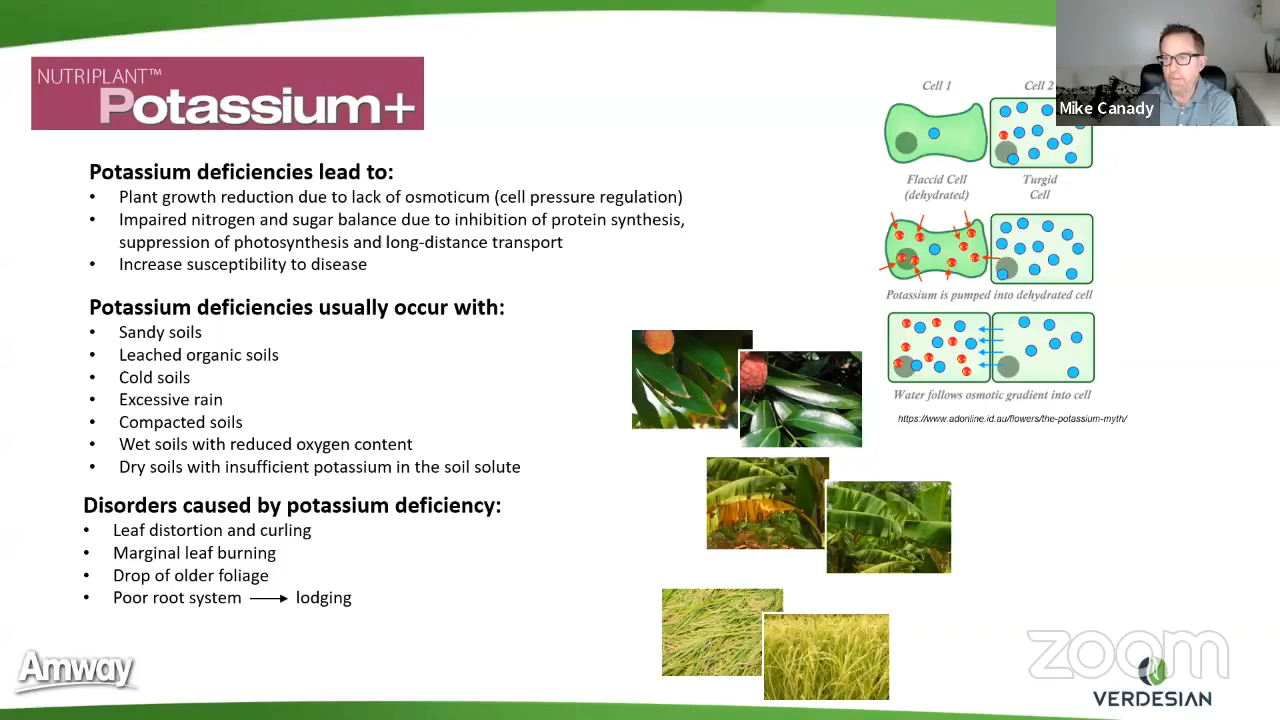 NUTRIPLANT™
Potassium+
Potassium deficiencies lead to:
• Plant growth reduction due to lack of osmoticum (cell pressure regulation)
• Impaired nitrogen and sugar balance due to inhibition of protein synthesis,
suppression of photosynthesis and long-distance transport
• Increase susceptibility to disease
Potassium deficiencies usually occur with:
• Sandy soils
• Leached organic soils
• Cold soils
• Excessive rain
• Compacted soils
• Wet soils with reduced oxygen content
• Dry soils with insufficient potassium in the soil solute
Disorders caused by potassium deficiency:
• Leaf distortion and curling
• Marginal leaf burning
• Drop of older foliage
• Poor root system → lodging
Cell 1
Cell 2
Mike Canady
Flaccid Cell
(dehydrated)
Turgid
Cell
Potassium is pumped into dehydrated cell
Water follows osmotic gradient into cell
https://www.adonline.id.au/flowers/the-potassium-myth/
Amway
zoom
VERDESIAN